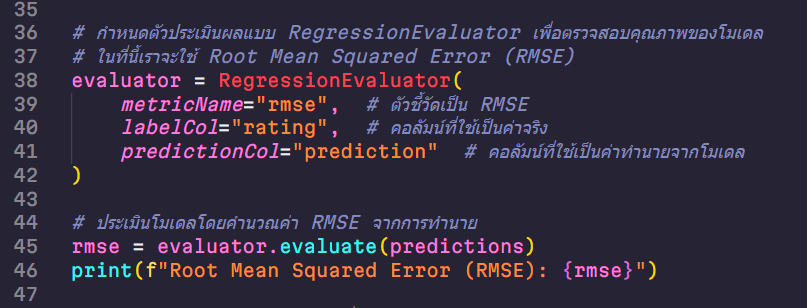 35
36 # กำหนดตัวประเมินผลแบบ RegressionEvaluator เพื่อตรวจสอบคุณภาพของโมเดล
37 # ในที่นี้เราจะใช้ Root Mean Squared Error (RMSE)
38 evaluator = RegressionEvaluator(
39     metricName="rmse",  # ตัวชี้วัดเป็น RMSE
40     labelCol="rating",  # คอลัมน์ที่ใช้เป็นค่าจริง
41     predictionCol="prediction"  # คอลัมน์ที่ใช้เป็นค่าทำนายจากโมเดล
42 )
43
44 # ประเมินโมเดลโดยคำนวณค่า RMSE จากการทำนาย
45 rmse = evaluator.evaluate(predictions)
46 print(f"Root Mean Squared Error (RMSE): {rmse}")
47